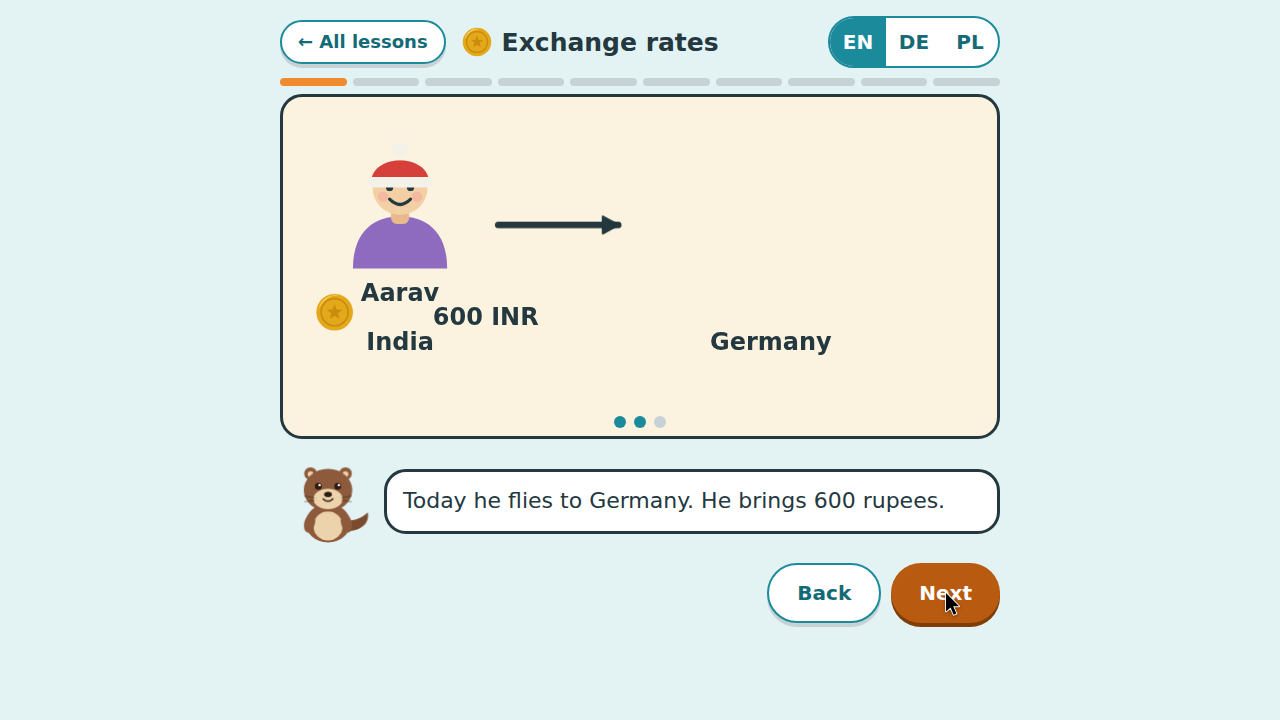 ← All lessons
Exchange rates
EN DE PL
Aarav
600 INR
India
Germany
Today he flies to Germany. He brings 600 rupees.
Back
Next